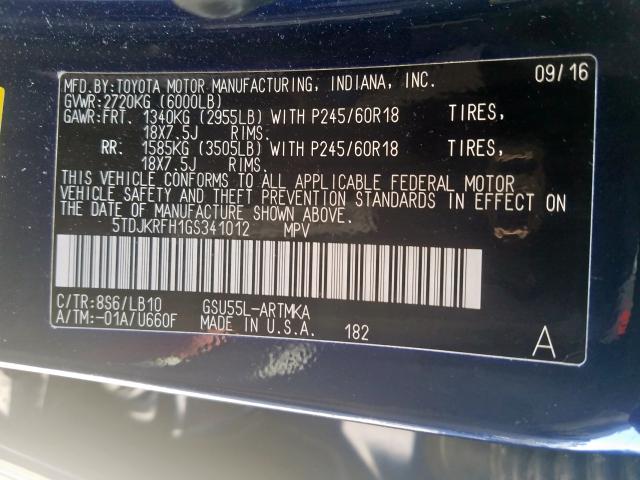 MFD.BY:TOYOTA MOTOR MANUFACTURING, INDIANA, INC. 09/16
GVWR:2720KG (6000LB)
GAWR:FRT. 1340KG (2955LB) WITH P245/60R18 TIRES,
18X7.5J RIMS.
RR. 1585KG (3505LB) WITH P245/60R18 TIRES,
18X7.5J RIMS.
THIS VEHICLE CONFORMS TO ALL APPLICABLE FEDERAL MOTOR
VEHICLE SAFETY AND THEFT PREVENTION STANDARDS IN EFFECT ON
THE DATE OF MANUFACTURE SHOWN ABOVE.
5TDJKRFH1GS341012 MPV
C/TR:8S6/LB10 GSU55L-ARTMKA
A/TM:-01A/U660F MADE IN U.S.A. 182
A